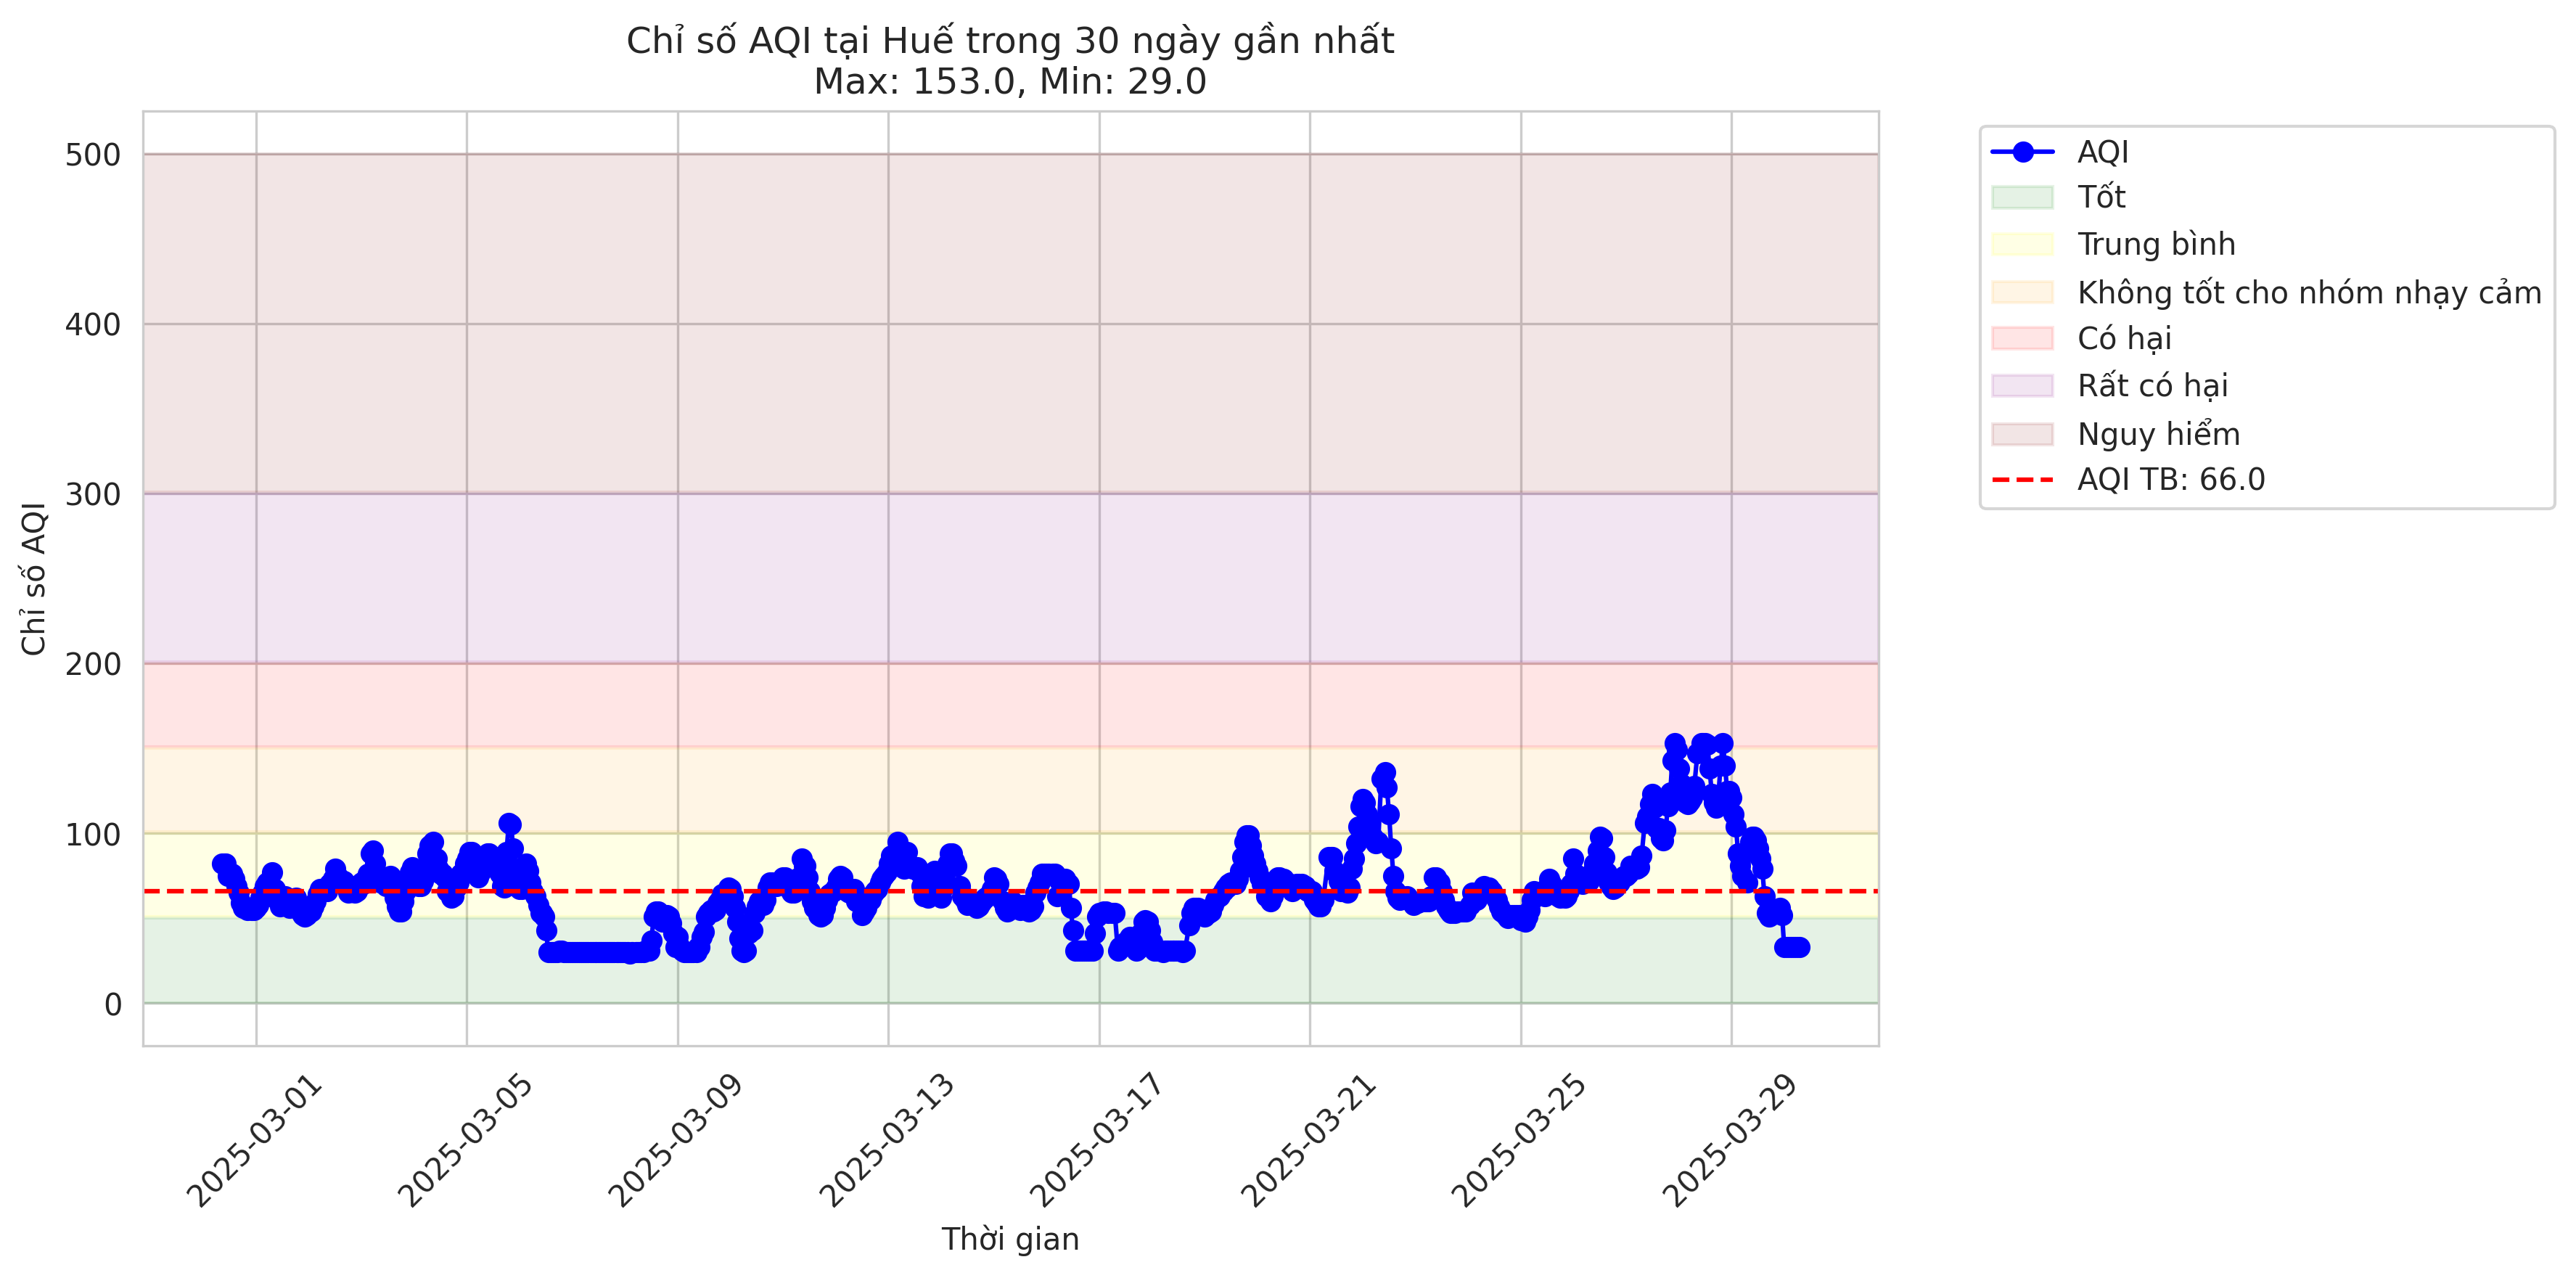 Chỉ số AQI tại Huế trong 30 ngày gần nhất
Max: 153.0, Min: 29.0
Chỉ số AQI
500
400
300
200
100
0
2025-03-01
2025-03-05
2025-03-09
2025-03-13
2025-03-17
2025-03-21
2025-03-25
2025-03-29
Thời gian
AQI
Tốt
Trung bình
Không tốt cho nhóm nhạy cảm
Có hại
Rất có hại
Nguy hiểm
AQI TB: 66.0